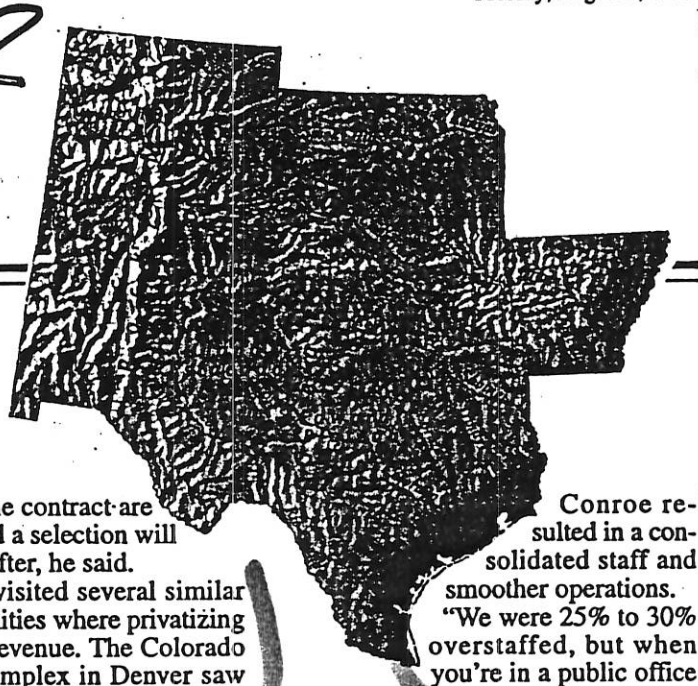 e contract are
d a selection will
fter, he said.
visited several similar
ities where privatizing
evenue. The Colorado
mplex in Denver saw
Conroe re-
sulted in a con-
solidated staff and
smoother operations.
"We were 25% to 30%
overstaffed, but when
you're in a public office